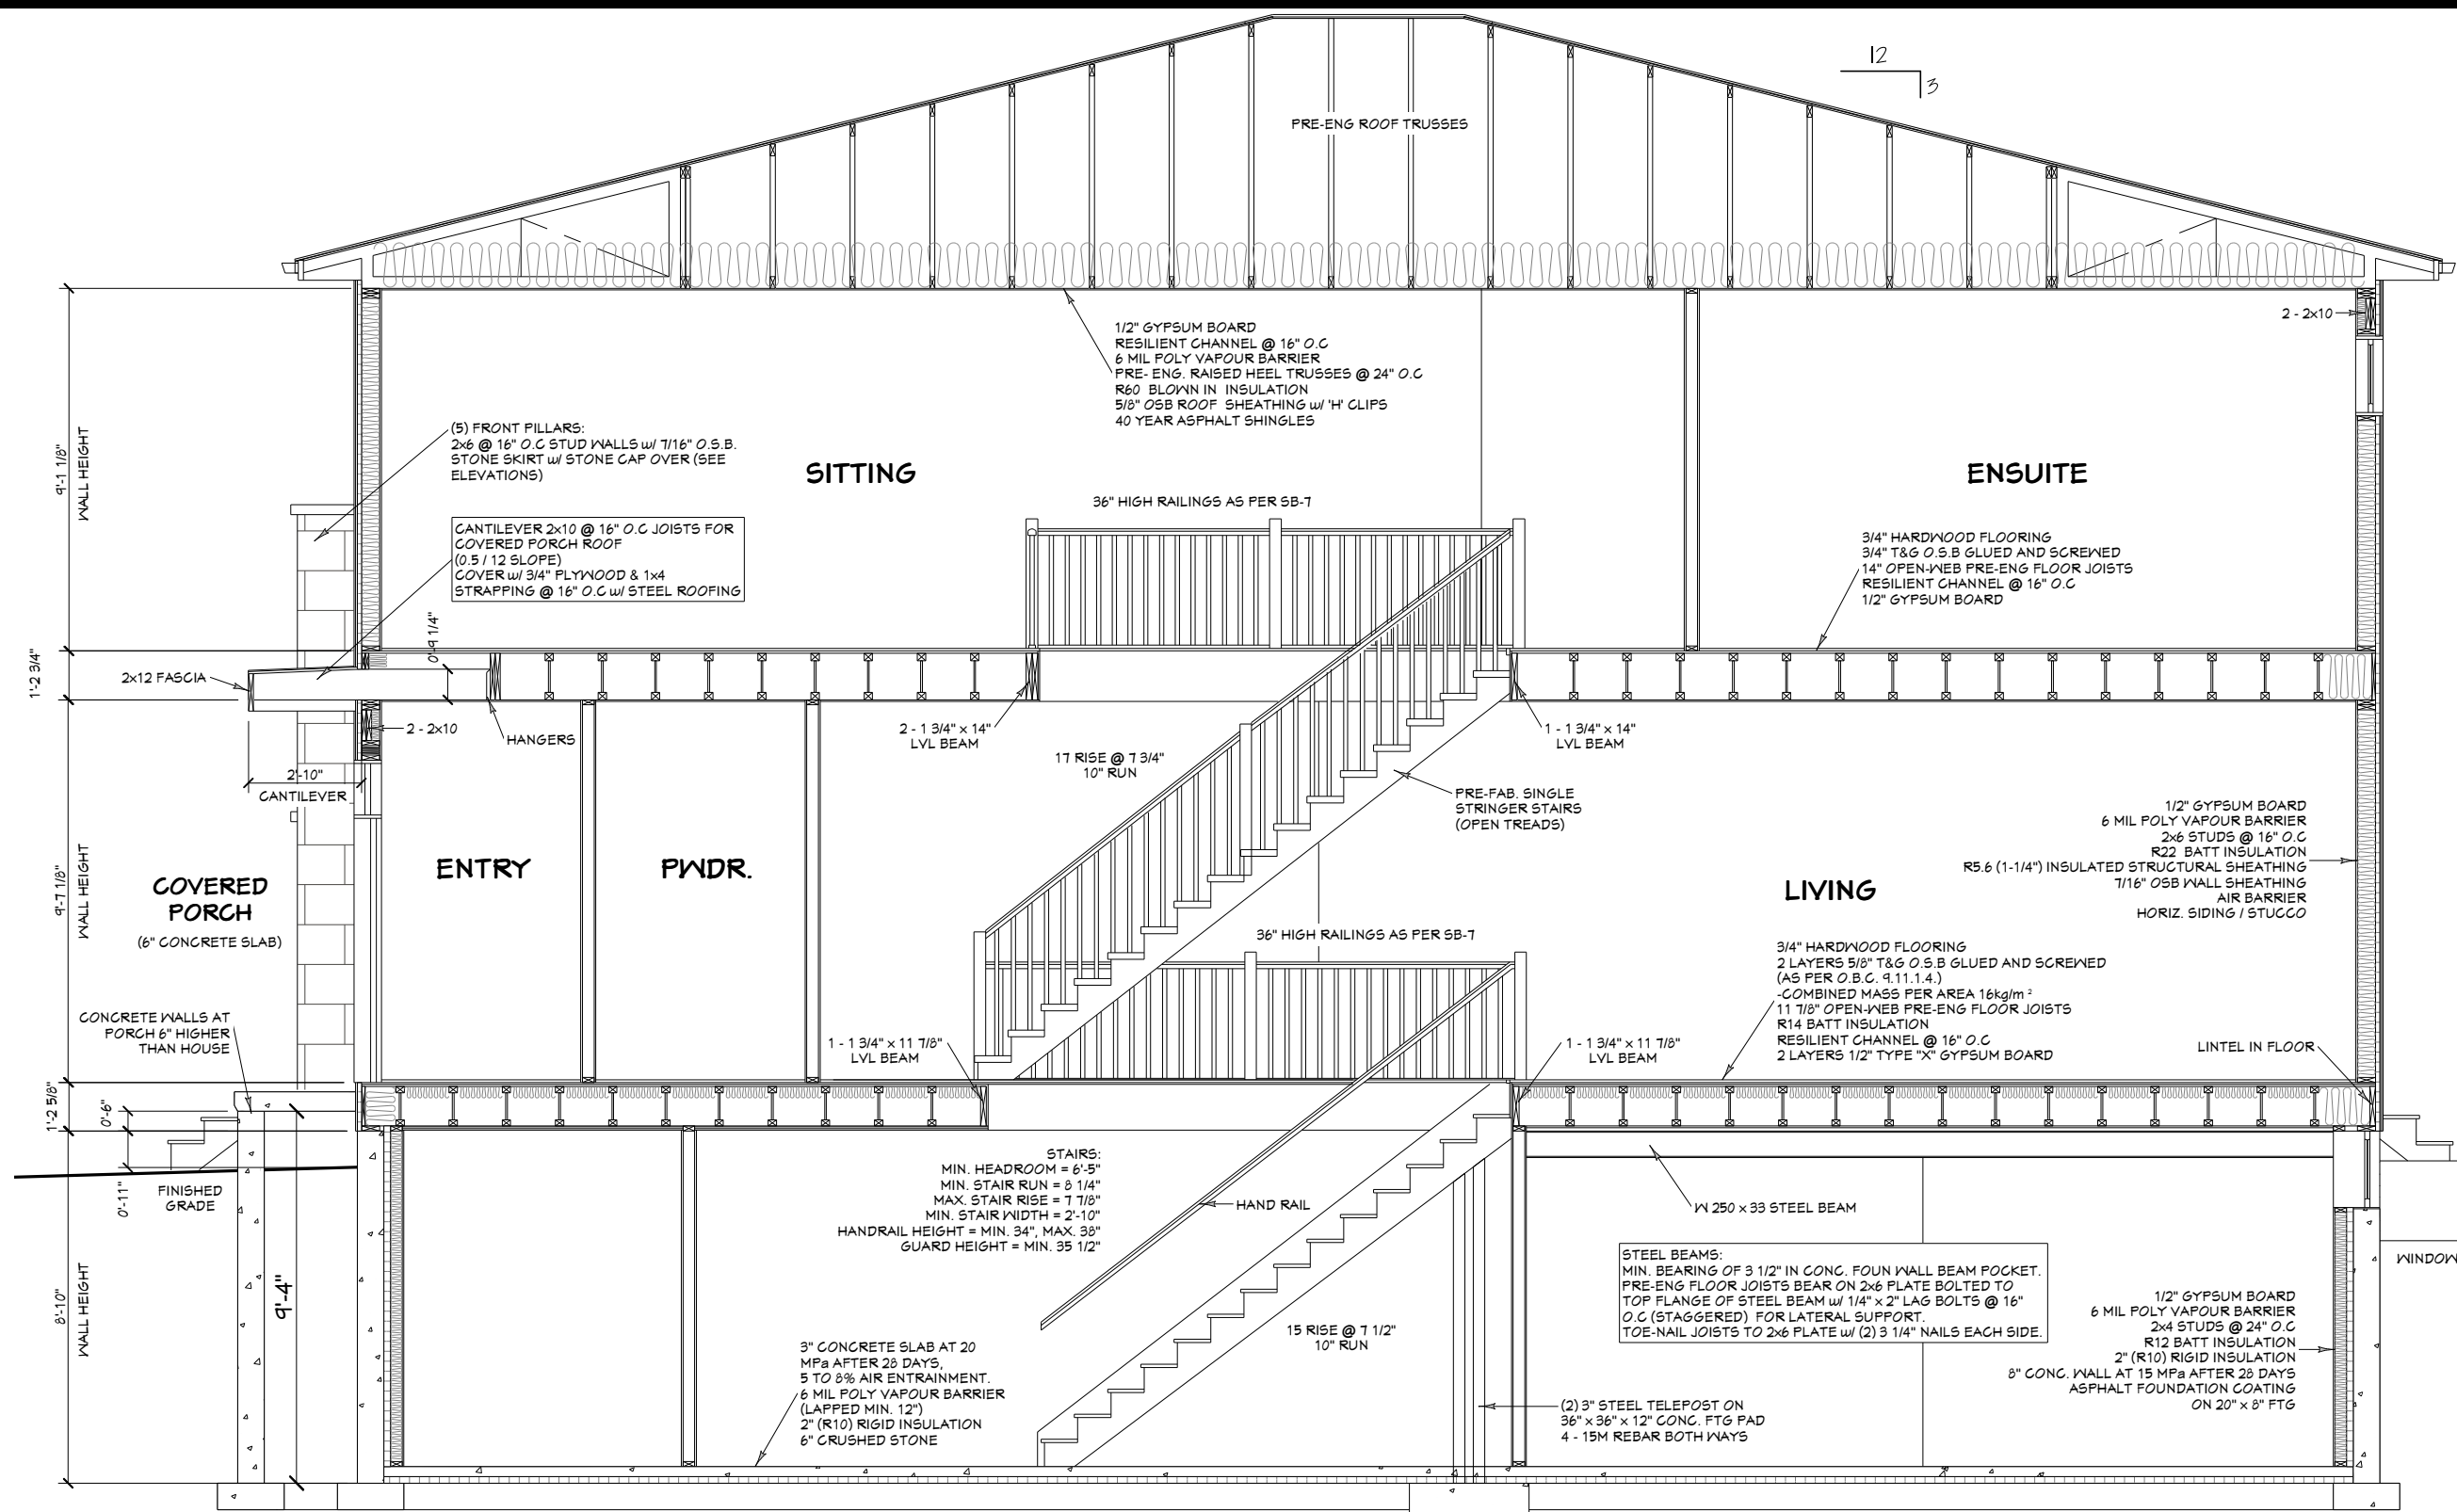 12
3
PRE-ENG ROOF TRUSSES
2 - 2x10
1/2" GYPSUM BOARD
RESILIENT CHANNEL @ 16" O.C
6 MIL POLY VAPOUR BARRIER
PRE- ENG. RAISED HEEL TRUSSES @ 24" O.C
R60 BLOWN IN INSULATION
5/8" OSB ROOF SHEATHING w/ 'H' CLIPS
40 YEAR ASPHALT SHINGLES
(5) FRONT PILLARS:
2x6 @ 16" O.C STUD WALLS w/ 7/16" O.S.B.
STONE SKIRT w/ STONE CAP OVER (SEE
ELEVATIONS)
9'-1 1/8"
WALL HEIGHT
SITTING
ENSUITE
36" HIGH RAILINGS AS PER SB-7
CANTILEVER 2x10 @ 16" O.C JOISTS FOR
COVERED PORCH ROOF
(0.5 / 12 SLOPE)
COVER w/ 3/4" PLYWOOD & 1x4
STRAPPING @ 16" O.C w/ STEEL ROOFING
3/4" HARDWOOD FLOORING
3/4" T&G O.S.B GLUED AND SCREWED
14" OPEN-WEB PRE-ENG FLOOR JOISTS
RESILIENT CHANNEL @ 16" O.C
1/2" GYPSUM BOARD
0'-9 1/4"
1'-2 3/4"
2x12 FASCIA
2 - 2x10
HANGERS
2 - 1 3/4" x 14"
LVL BEAM
1 - 1 3/4" x 14"
LVL BEAM
17 RISE @ 7 3/4"
10" RUN
2'-10"
CANTILEVER
PRE-FAB. SINGLE
STRINGER STAIRS
(OPEN TREADS)
1/2" GYPSUM BOARD
6 MIL POLY VAPOUR BARRIER
2x6 STUDS @ 16" O.C
R22 BATT INSULATION
R5.6 (1-1/4") INSULATED STRUCTURAL SHEATHING
7/16" OSB WALL SHEATHING
AIR BARRIER
HORIZ. SIDING / STUCCO
9'-7 1/8"
WALL HEIGHT
COVERED
PORCH
(6" CONCRETE SLAB)
ENTRY
PWDR.
LIVING
36" HIGH RAILINGS AS PER SB-7
3/4" HARDWOOD FLOORING
2 LAYERS 5/8" T&G O.S.B GLUED AND SCREWED
(AS PER O.B.C. 9.11.1.4.)
-COMBINED MASS PER AREA 16kg/m ²
11 7/8" OPEN-WEB PRE-ENG FLOOR JOISTS
R14 BATT INSULATION
RESILIENT CHANNEL @ 16" O.C
2 LAYERS 1/2" TYPE "X" GYPSUM BOARD
CONCRETE WALLS AT
PORCH 6" HIGHER
THAN HOUSE
1 - 1 3/4" x 11 7/8"
LVL BEAM
1 - 1 3/4" x 11 7/8"
LVL BEAM
LINTEL IN FLOOR
1'-2 5/8"
0'-6"
0'-11"
FINISHED
GRADE
STAIRS:
MIN. HEADROOM = 6'-5"
MIN. STAIR RUN = 8 1/4"
MAX. STAIR RISE = 7 7/8"
MIN. STAIR WIDTH = 2'-10"
HANDRAIL HEIGHT = MIN. 34", MAX. 38"
GUARD HEIGHT = MIN. 35 1/2"
HAND RAIL
W 250 x 33 STEEL BEAM
STEEL BEAMS:
MIN. BEARING OF 3 1/2" IN CONC. FOUN WALL BEAM POCKET.
PRE-ENG FLOOR JOISTS BEAR ON 2x6 PLATE BOLTED TO
TOP FLANGE OF STEEL BEAM w/ 1/4" x 2" LAG BOLTS @ 16"
O.C (STAGGERED) FOR LATERAL SUPPORT.
TOE-NAIL JOISTS TO 2x6 PLATE w/ (2) 3 1/4" NAILS EACH SIDE.
WINDOW
8'-10"
WALL HEIGHT
9'-4"
15 RISE @ 7 1/2"
10" RUN
1/2" GYPSUM BOARD
6 MIL POLY VAPOUR BARRIER
2x4 STUDS @ 24" O.C
R12 BATT INSULATION
2" (R10) RIGID INSULATION
8" CONC. WALL AT 15 MPa AFTER 28 DAYS
ASPHALT FOUNDATION COATING
ON 20" x 8" FTG
3" CONCRETE SLAB AT 20
MPa AFTER 28 DAYS,
5 TO 8% AIR ENTRAINMENT.
6 MIL POLY VAPOUR BARRIER
(LAPPED MIN. 12")
2" (R10) RIGID INSULATION
6" CRUSHED STONE
(2) 3" STEEL TELEPOST ON
36" x 36" x 12" CONC. FTG PAD
4 - 15M REBAR BOTH WAYS